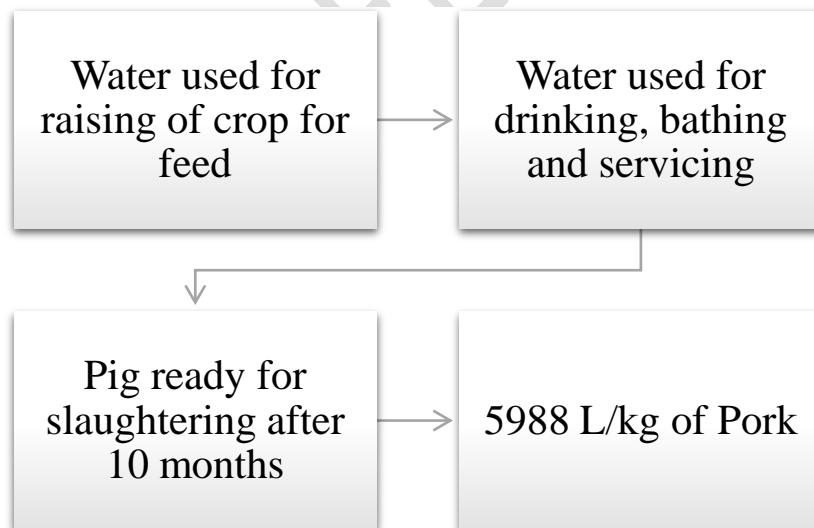 Water used for
raising of crop for
feed
Water used for
drinking, bathing
and servicing
Pig ready for
slaughtering after
10 months
5988 L/kg of Pork